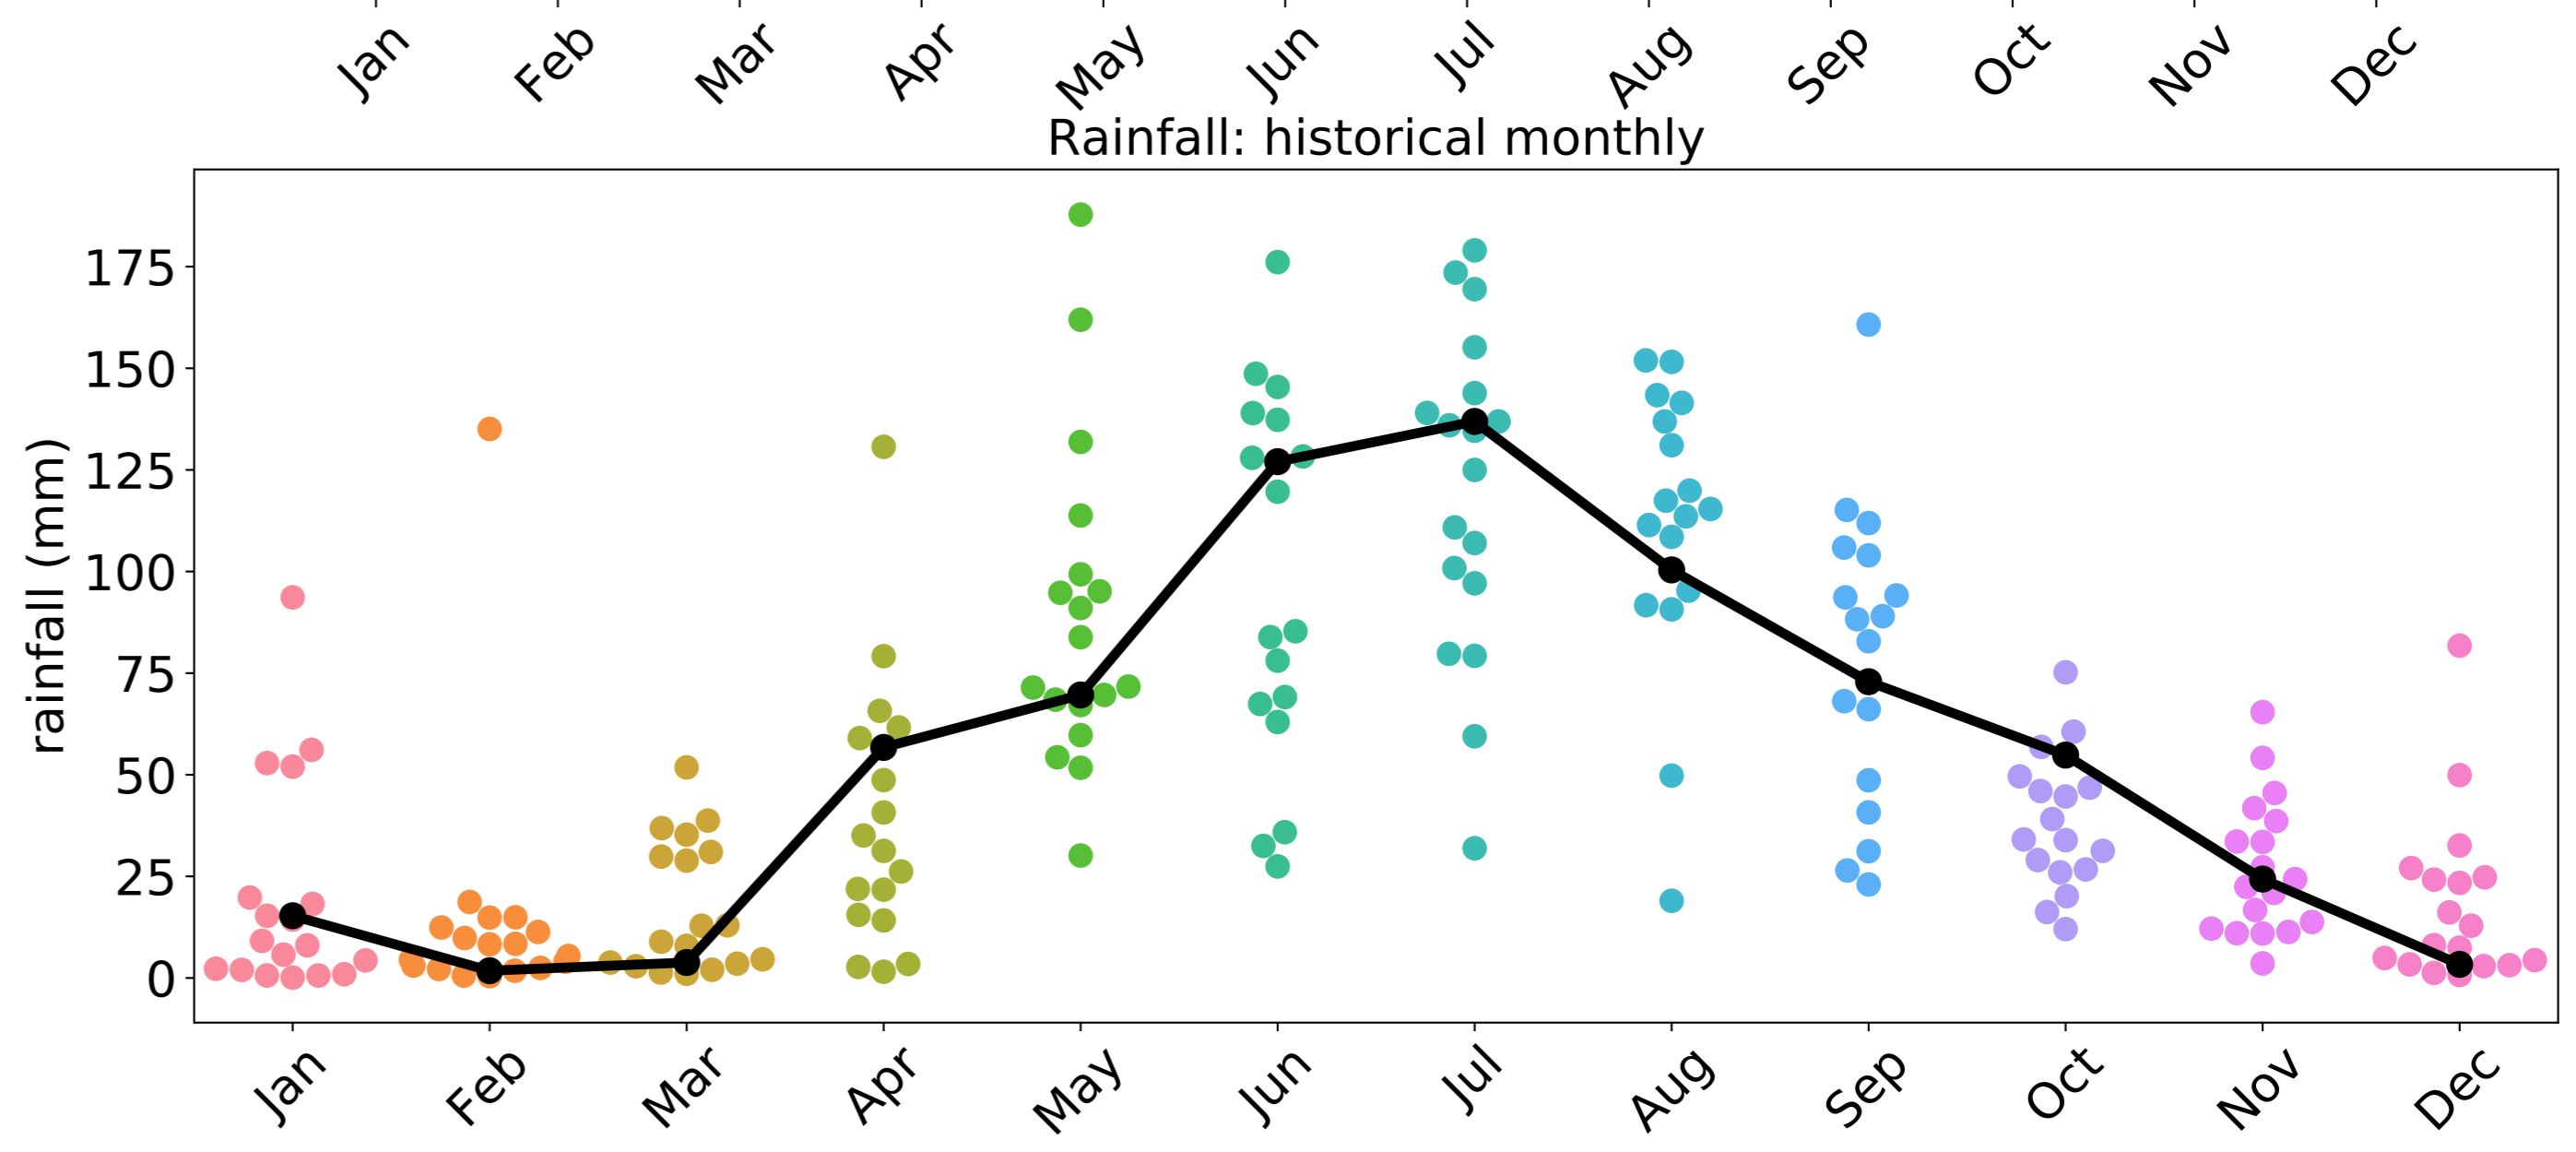 Jan Feb Mar Apr May Jun Jul Aug Sep Oct Nov Dec
Rainfall: historical monthly
rainfall (mm)
175
150
125
100
75
50
25
0
Jan Feb Mar Apr May Jun Jul Aug Sep Oct Nov Dec